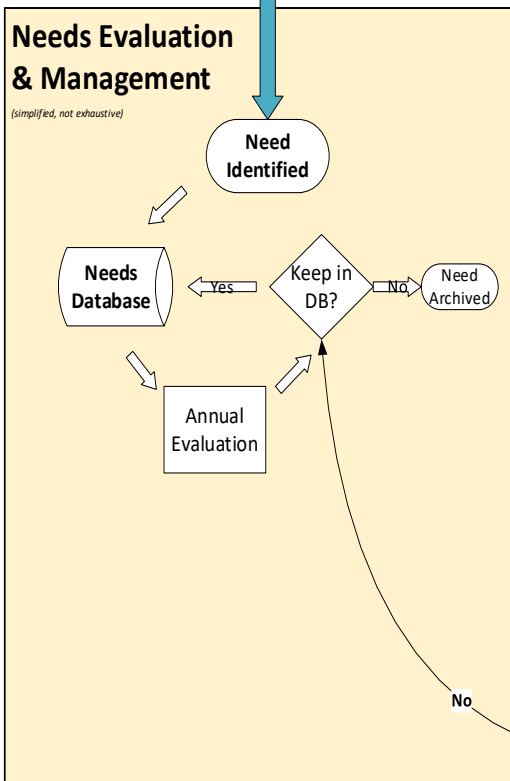 Needs Evaluation
& Management
(simplified, not exhaustive)
Need
Identified
Needs
Database
Yes
Keep in
DB?
No
Need
Archived
Annual
Evaluation
No